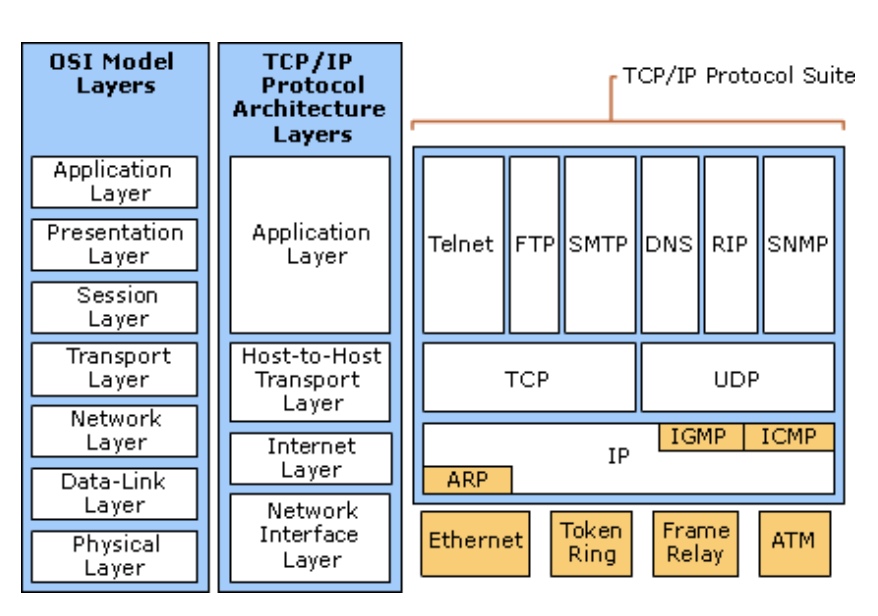 OSI Model
Layers
Application
Layer
Presentation
Layer
Session
Layer
Transport
Layer
Network
Layer
Data-Link
Layer
Physical
Layer
TCP/IP
Protocol
Architecture
Layers
Application
Layer
Host-to-Host
Transport
Layer
Internet
Layer
Network
Interface
Layer
TCP/IP Protocol Suite
Telnet
FTP
SMTP
DNS
RIP
SNMP
TCP
UDP
IP
IGMP
ICMP
ARP
Ethernet
Token
Ring
Frame
Relay
ATM